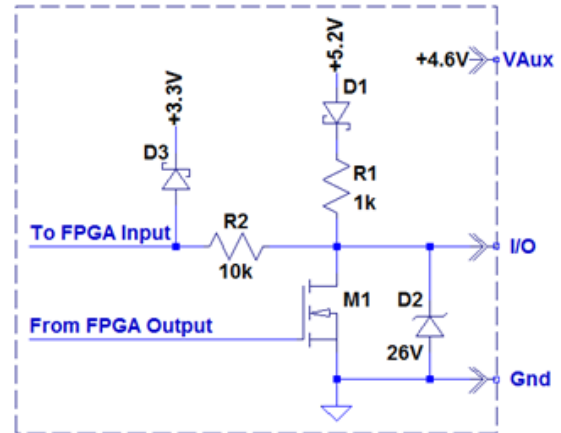 +5.2V
+4.6V
VAux
+3.3V
D1
D3
R1
1k
To FPGA Input
R2
10k
I/O
From FPGA Output
M1
D2
26V
Gnd